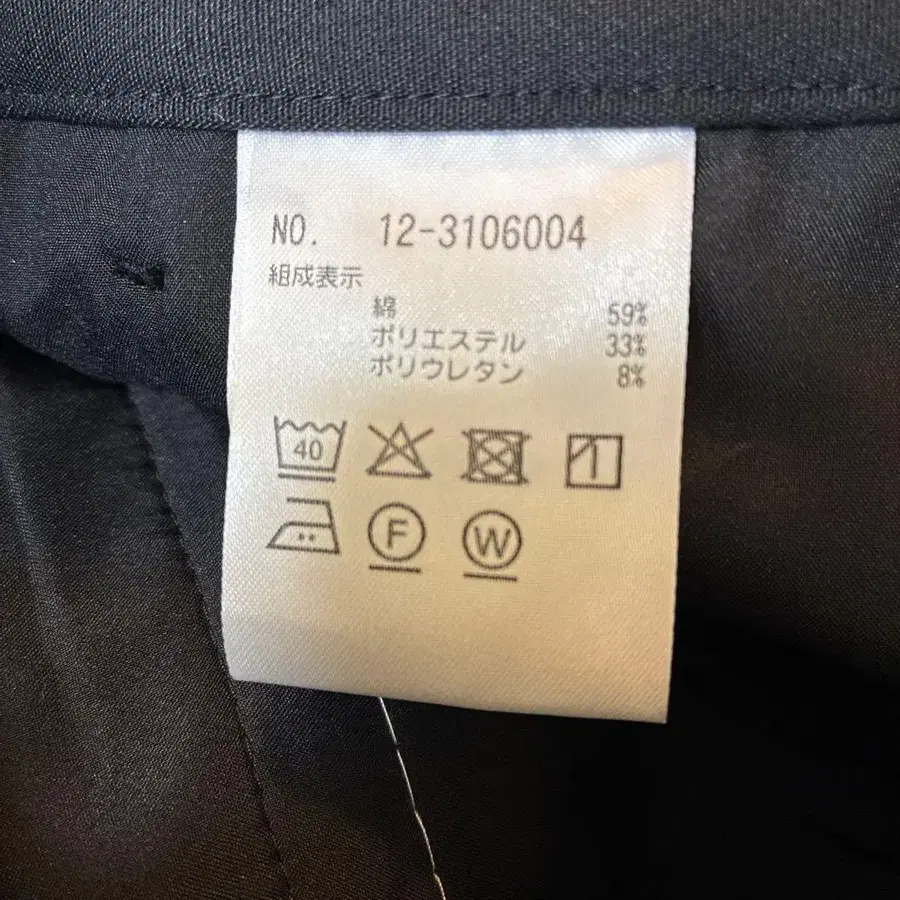 NO. 12-3106004
組成表示
綿 59%
ポリエステル 33%
ポリウレタン 8%
40
F W